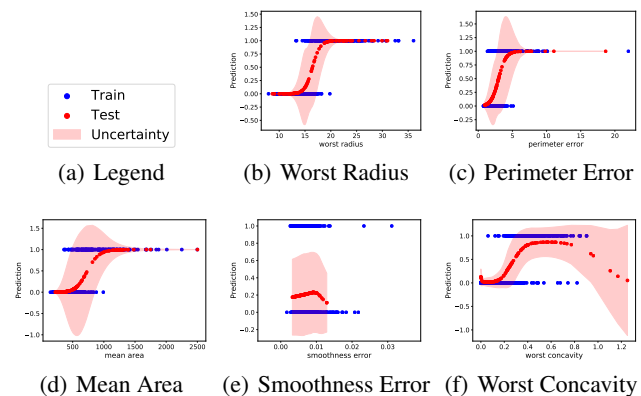 Train
Test
Uncertainty
(a) Legend
1.50
1.25
1.00
0.75
0.50
0.25
0.00
−0.25
Prediction
10 15 20 25 30 35
worst radius
(b) Worst Radius
1.50
1.25
1.00
0.75
0.50
0.25
0.00
−0.25
Prediction
0 5 10 15 20
perimeter error
(c) Perimeter Error
1.5
1.0
0.5
0.0
−0.5
−1.0
Prediction
500 1000 1500 2000 2500
mean area
(d) Mean Area
1.0
0.8
0.6
0.4
0.2
0.0
−0.2
Prediction
0.00 0.01 0.02 0.03
smoothness error
(e) Smoothness Error
1.0
0.5
0.0
−0.5
−1.0
Prediction
0.0 0.2 0.4 0.6 0.8 1.0 1.2
worst concavity
(f) Worst Concavity